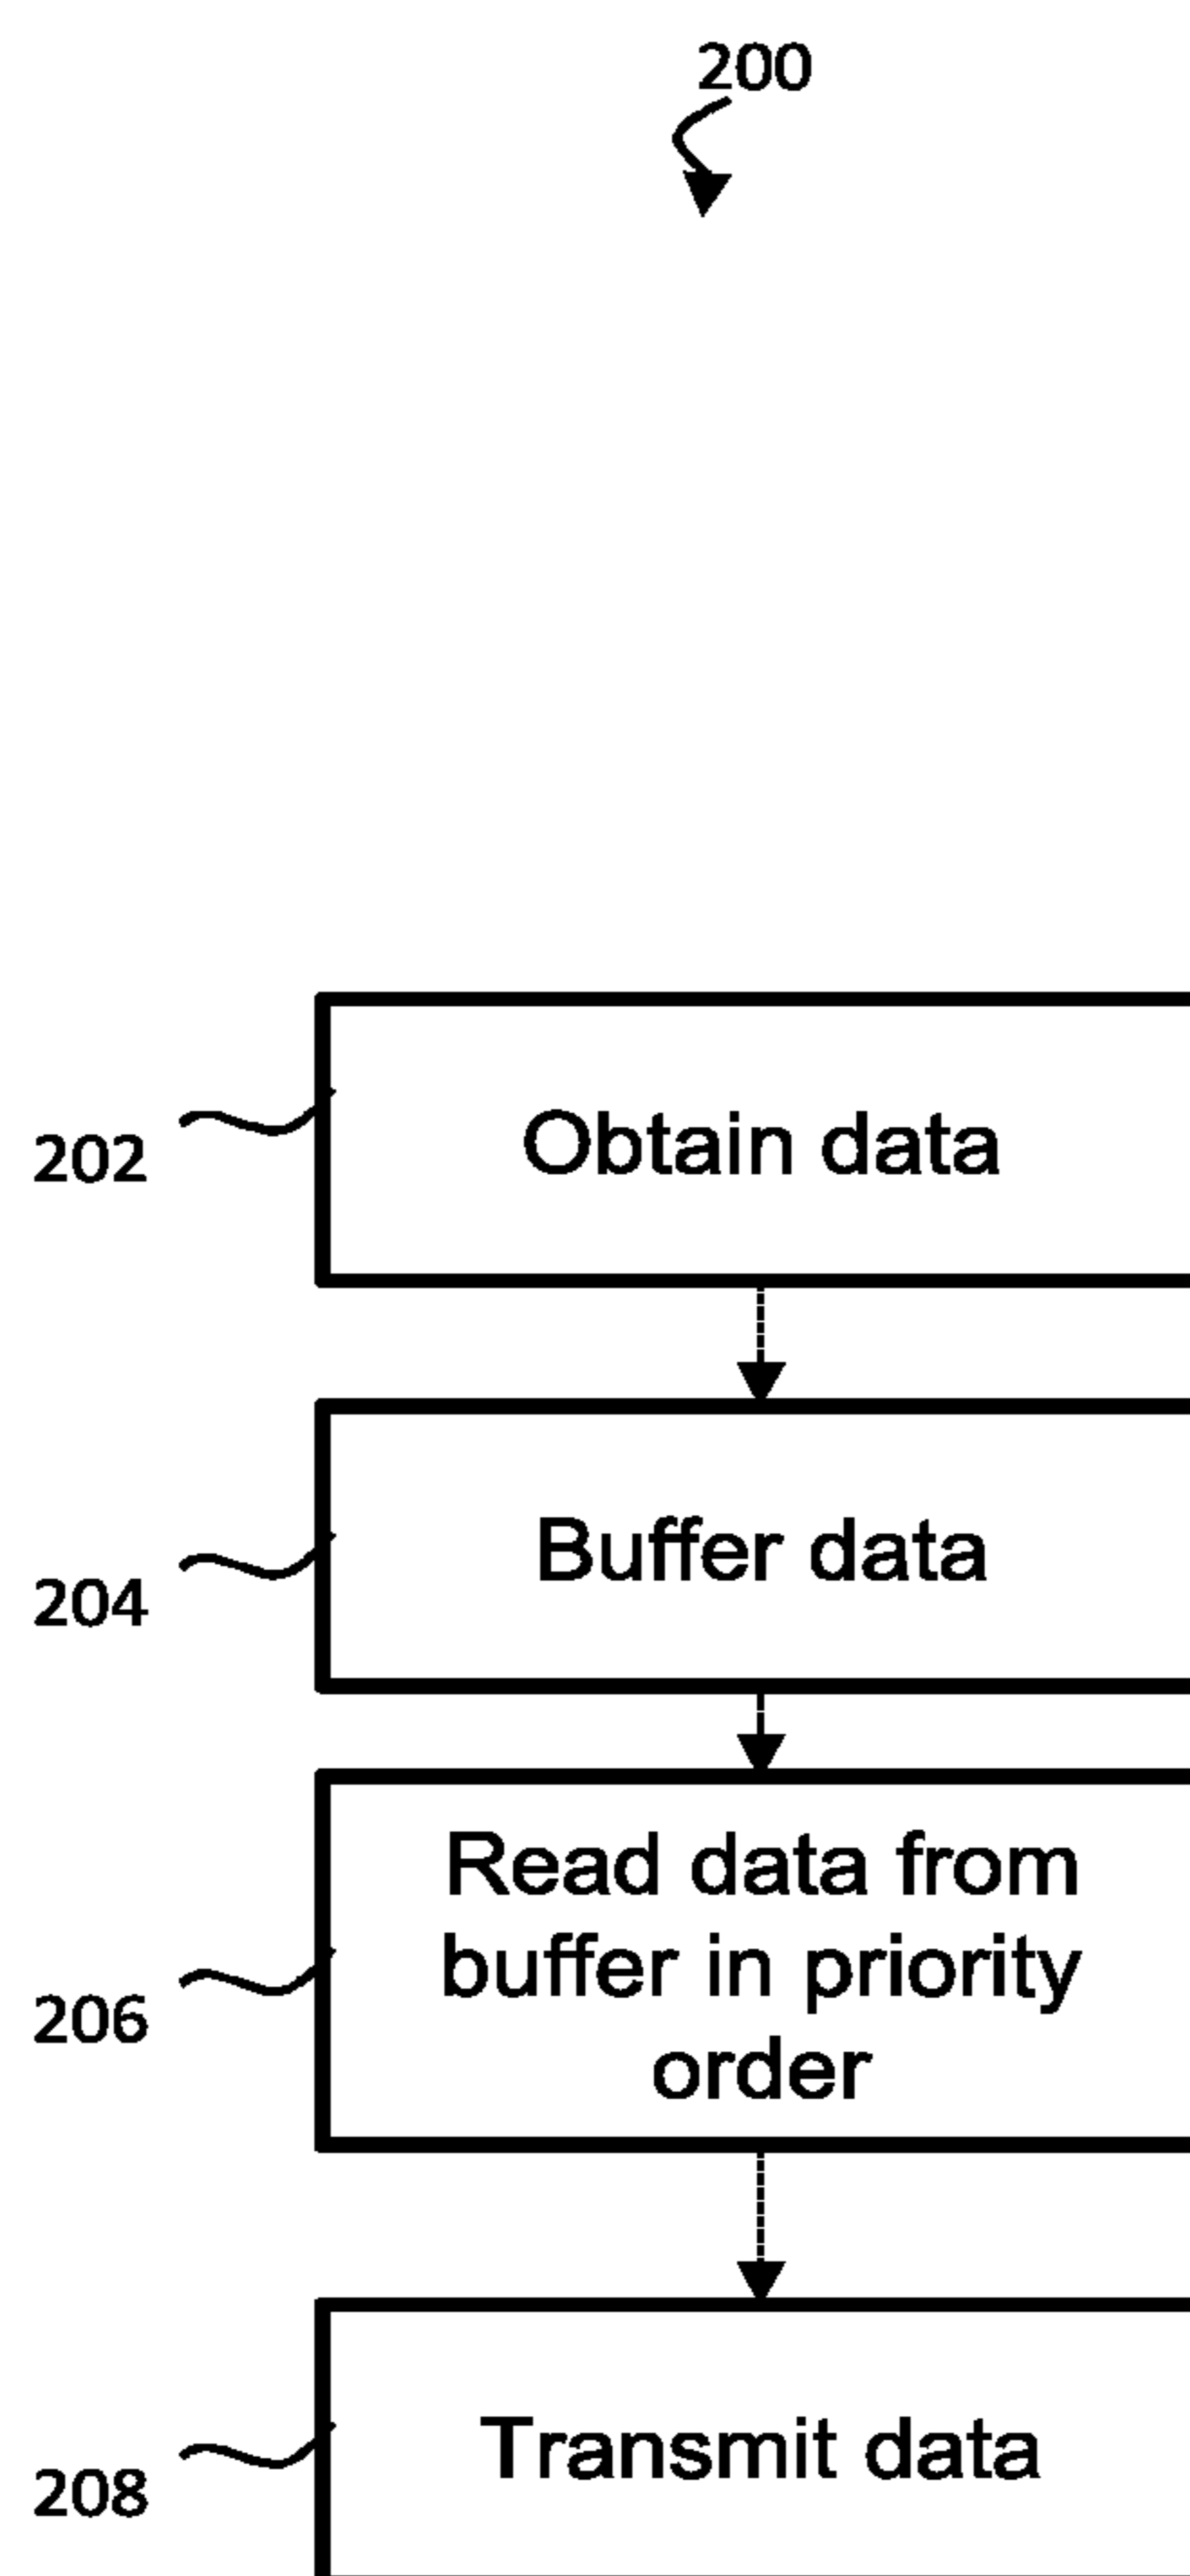 200
202
Obtain data
204
Buffer data
206
Read data from
buffer in priority
order
208
Transmit data